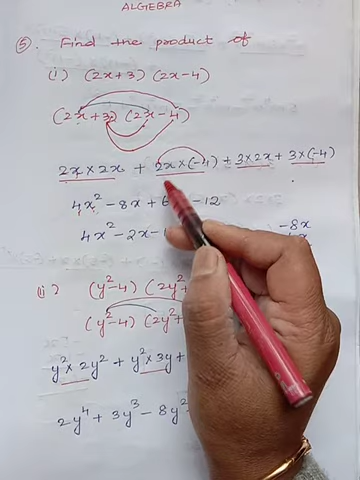 ALGEBRA
⑤. Find the product of
(i) (2x+3) (2x-4)
(2x+3) (2x-4)
2x × 2x + 2x × (-4) + 3 × 2x + 3 × (-4)
4x² - 8x + 6 - 12
4x² - 2x - 1
-8x
ii) (y²-4) (2y²+
(y²-4) (2y²+
y² × 2y² + y² × 3y +
2y⁴ + 3y³ - 8y²